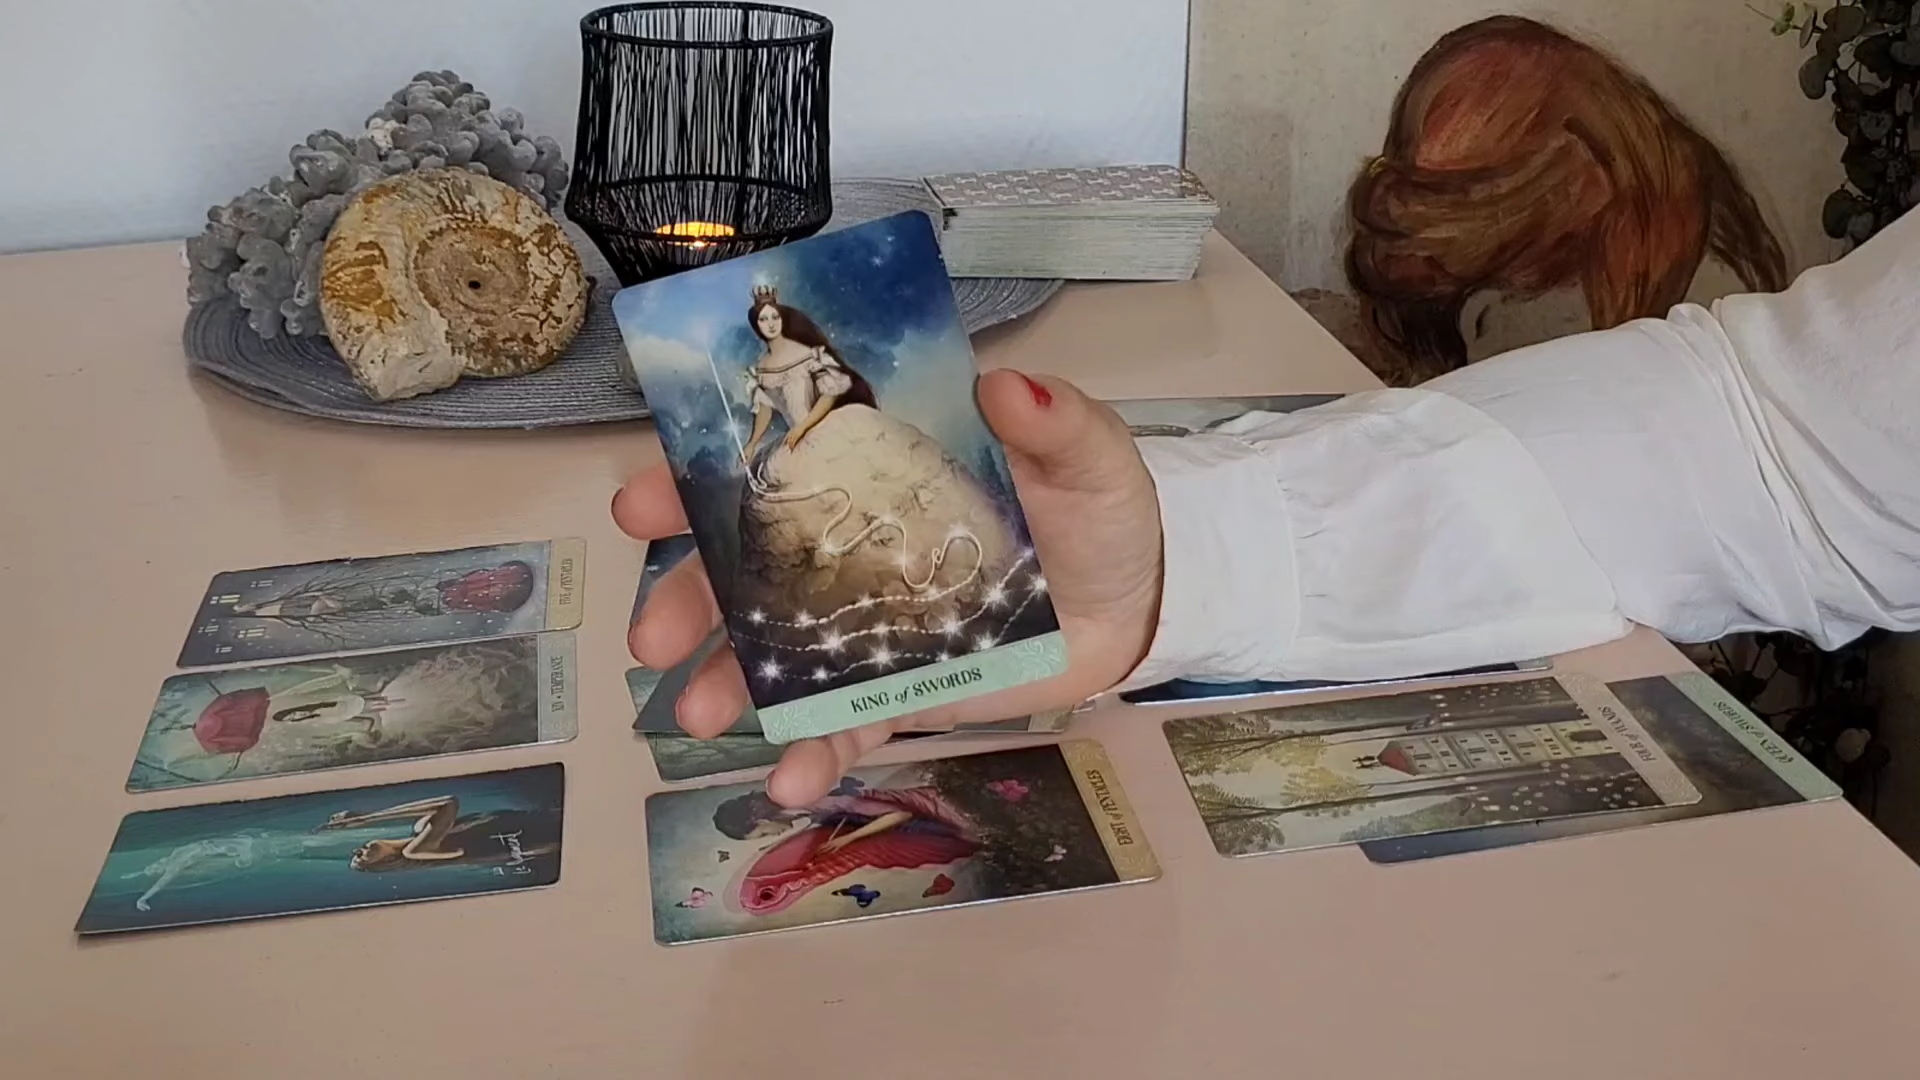 KING of SWORDS
FIVE of PENTACLES
XIV • TEMPERANCE
EIGHT of PENTACLES
FOUR of WANDS
QUEEN of SWORDS